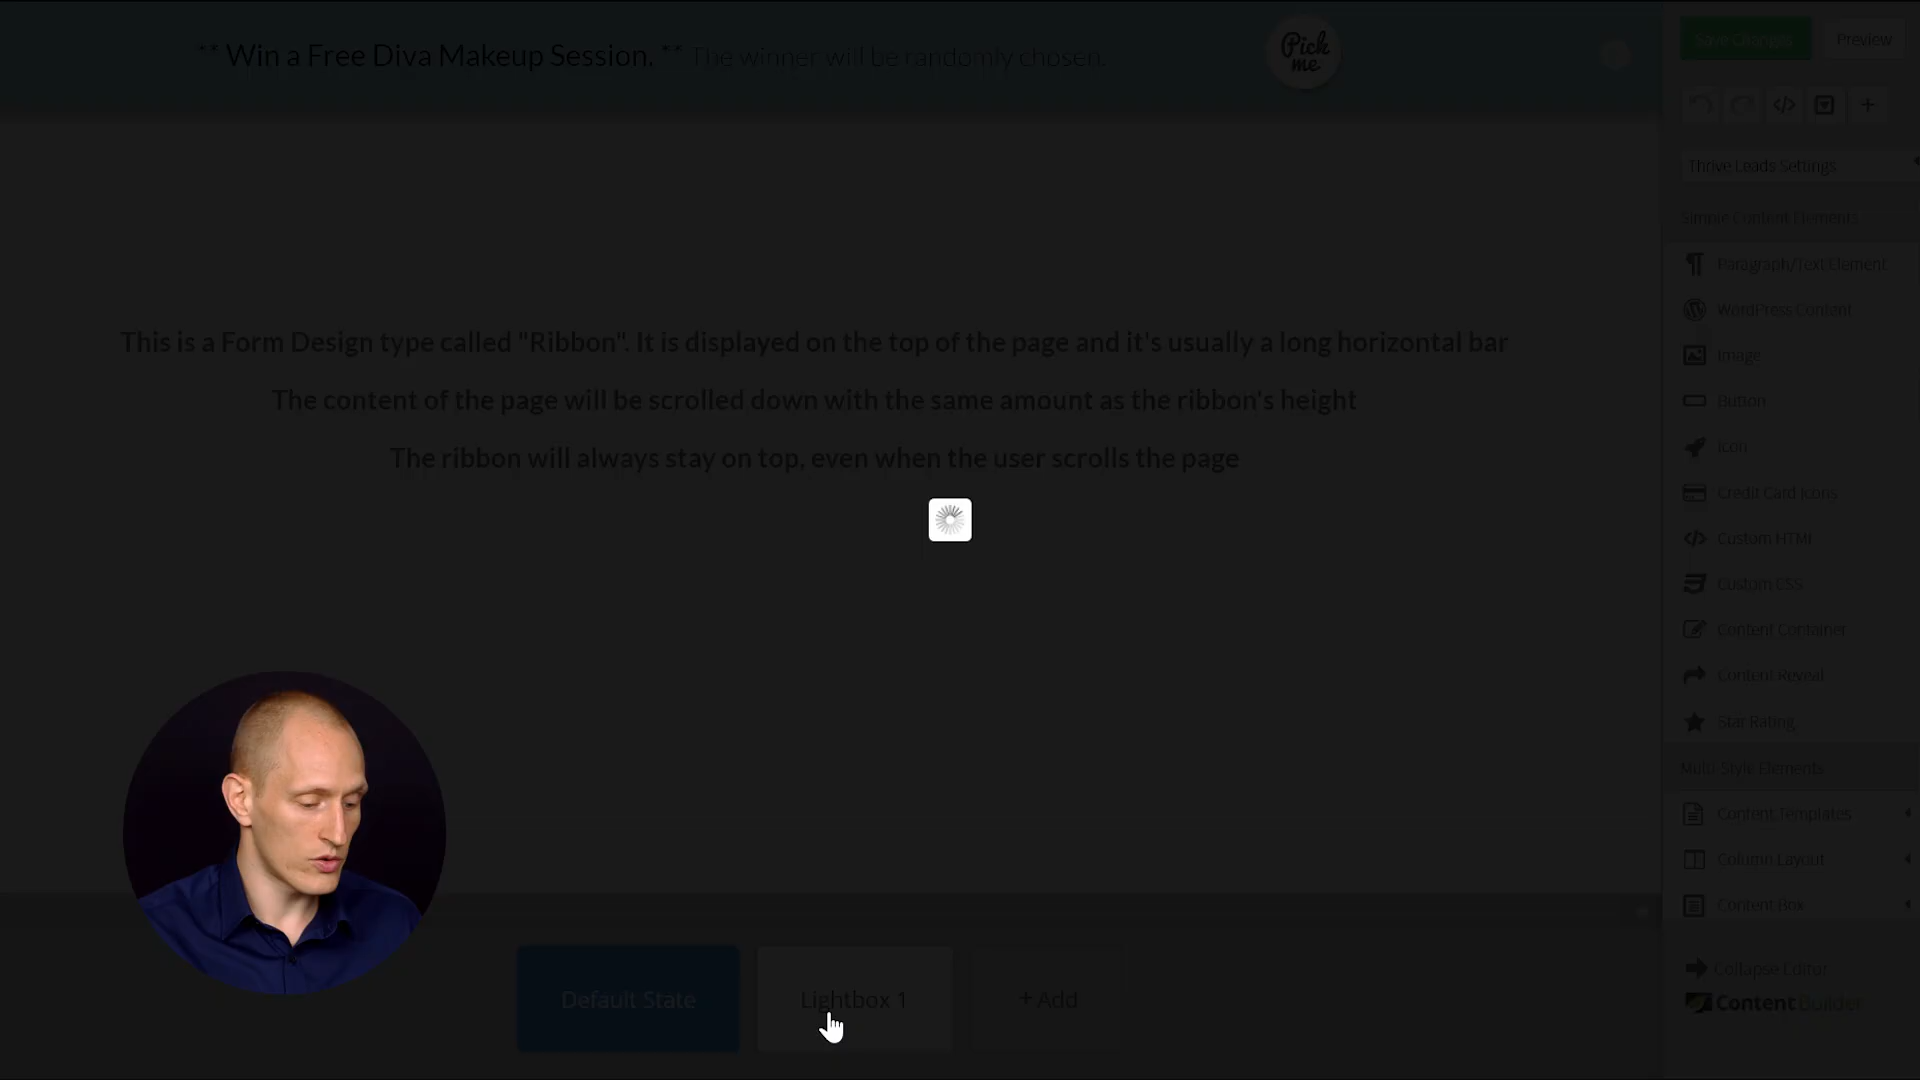 ** Win a Free Diva Makeup Session. ** The winner will be randomly chosen.
Pick
me
Save Changes
Preview
Thrive Leads Settings
Simple Content Elements
This is a Form Design type called "Ribbon". It is displayed on the top of the page and it's usually a long horizontal bar
The content of the page will be scrolled down with the same amount as the ribbon's height
The ribbon will always stay on top, even when the user scrolls the page
Paragraph/Text Element
WordPress Content
Image
Button
Icon
Credit Card Icons
Custom HTML
Custom CSS
Content Container
Content Reveal
Star Rating
Multi-Style Elements
Content Templates
Column Layout
Content Box
Collapse Editor
Content Builder
Default State
Lightbox 1
+ Add